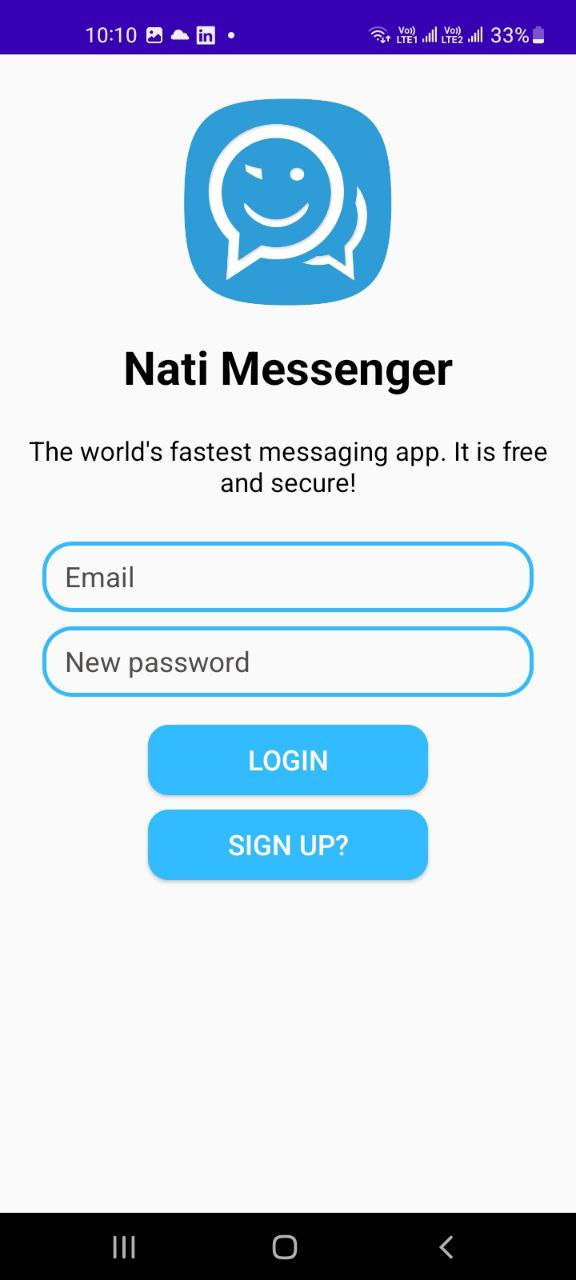 10:10 in Vo) LTE1 Vo) LTE2 33%
Nati Messenger
The world's fastest messaging app. It is free
and secure!
Email
New password
LOGIN
SIGN UP?